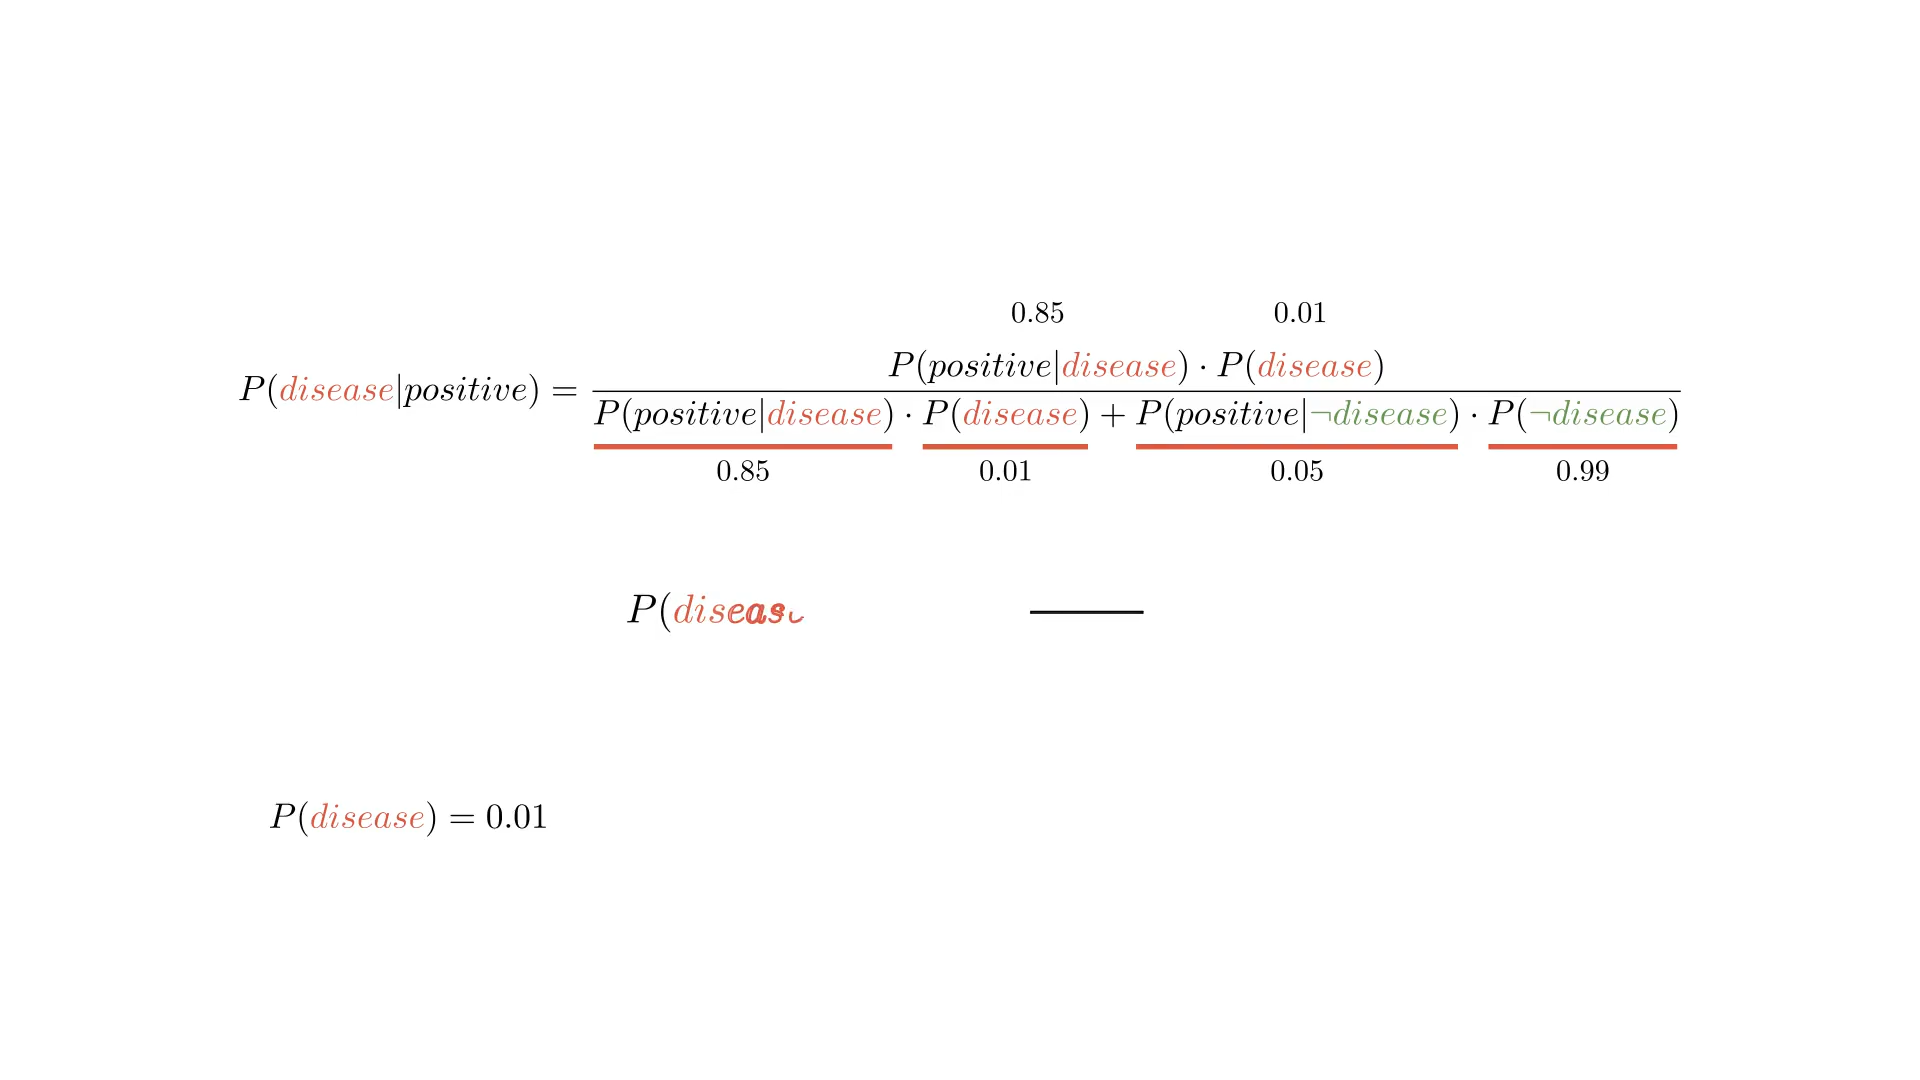 0.85 0.01
P(positive|disease) · P(disease)
P(disease|positive) =
P(positive|disease) · P(disease) + P(positive|¬disease) · P(¬disease)
0.85 0.01 0.05 0.99
P(diseas
P(disease) = 0.01